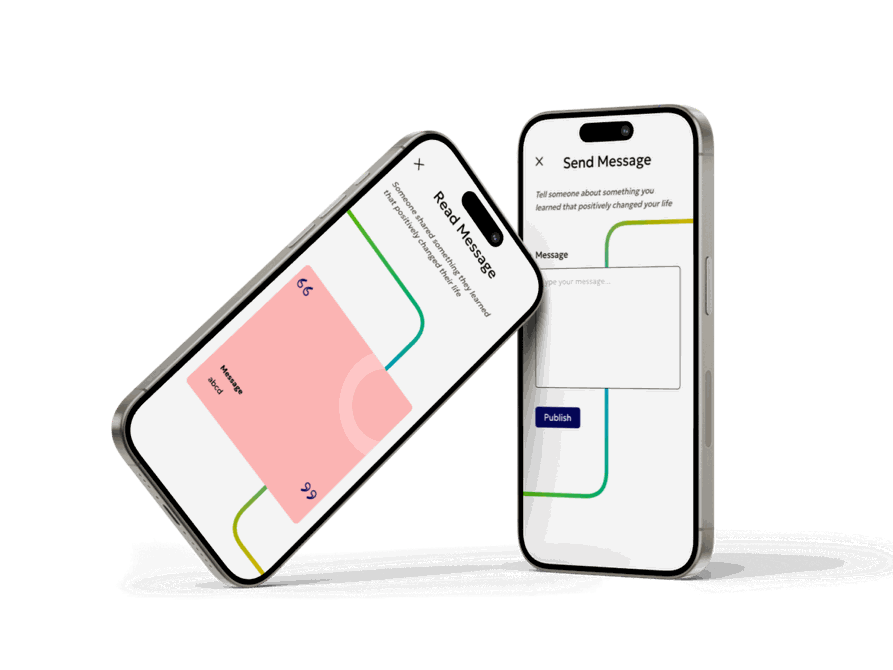 Read Message
Someone shared something they learned
that positively changed their life
“
Message
abcd
”
Send Message
Tell someone about something you
learned that positively changed your life
Message
ype your message...
Publish